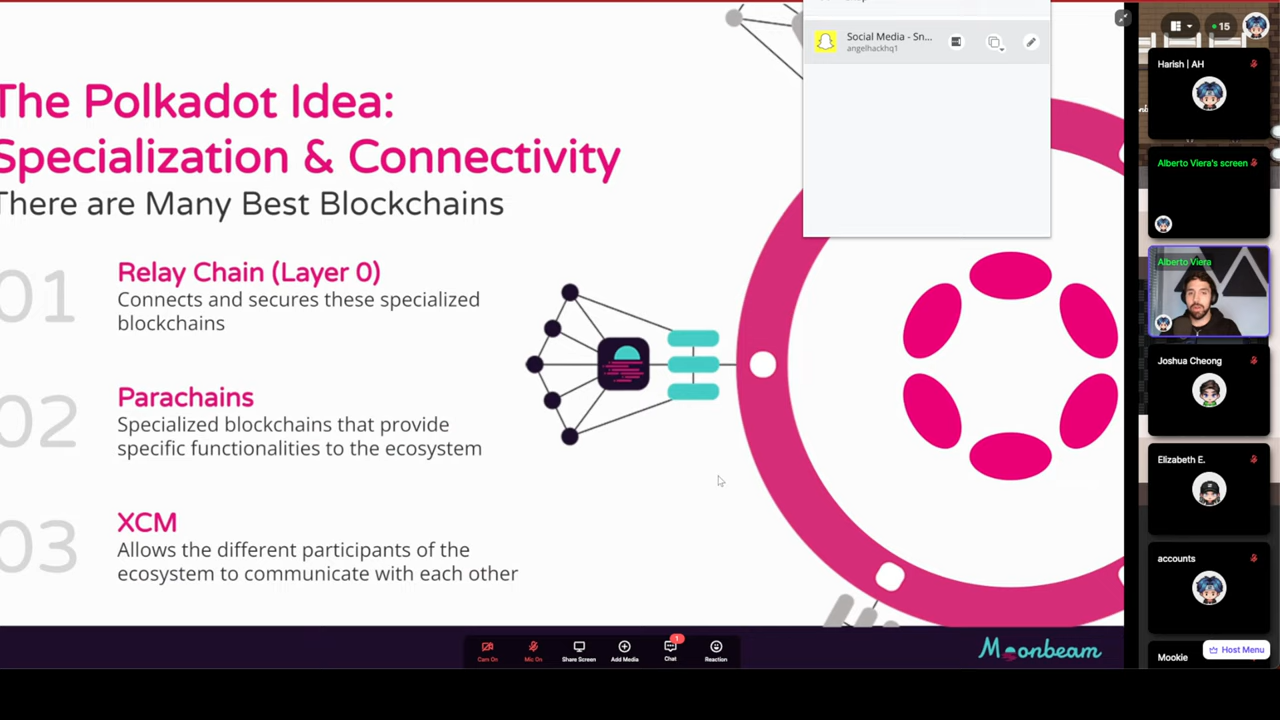 The Polkadot Idea:
Specialization & Connectivity
There are Many Best Blockchains
01
Relay Chain (Layer 0)
Connects and secures these specialized
blockchains
02
Parachains
Specialized blockchains that provide
specific functionalities to the ecosystem
03
XCM
Allows the different participants of the
ecosystem to communicate with each other
Social Media - Sn...
angelhackhq1
15
Harish | AH
Alberto Viera's screen
Alberto Viera
Joshua Cheong
Elizabeth E.
accounts
Mookie
Host Menu
Cam On
Mic On
Share Screen
Add Media
1
Chat
Reaction
Moonbeam